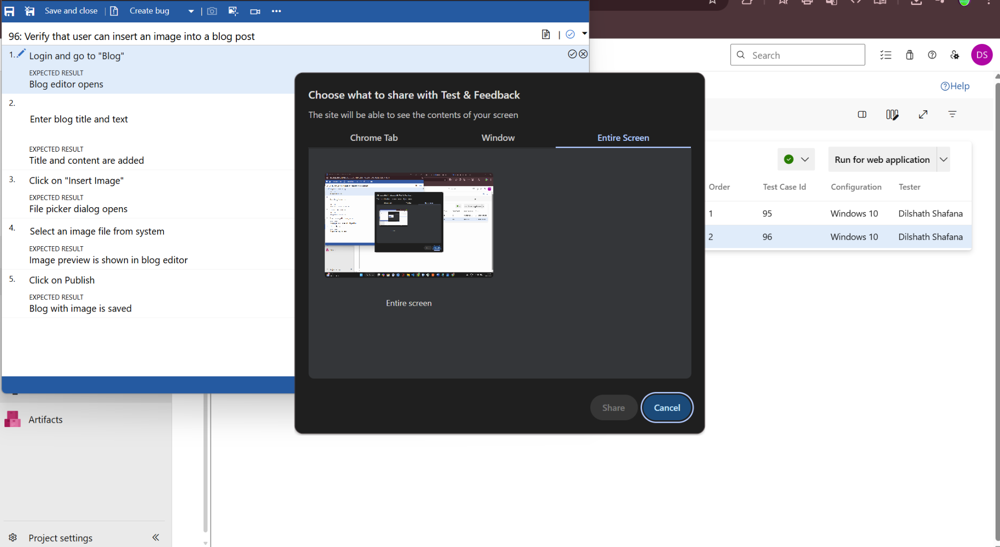 Save and close | Create bug |
96: Verify that user can insert an image into a blog post |
1. Login and go to "Blog"
EXPECTED RESULT
Blog editor opens
2.
Enter blog title and text
EXPECTED RESULT
Title and content are added
3. Click on "Insert Image"
EXPECTED RESULT
File picker dialog opens
4. Select an image file from system
EXPECTED RESULT
Image preview is shown in blog editor
5. Click on Publish
EXPECTED RESULT
Blog with image is saved
Artifacts
Project settings
Choose what to share with Test & Feedback
The site will be able to see the contents of your screen
Chrome Tab Window Entire Screen
Entire screen
Share Cancel
Search DS
Help
Run for web application
Order Test Case Id Configuration Tester
1 95 Windows 10 Dilshath Shafana
2 96 Windows 10 Dilshath Shafana